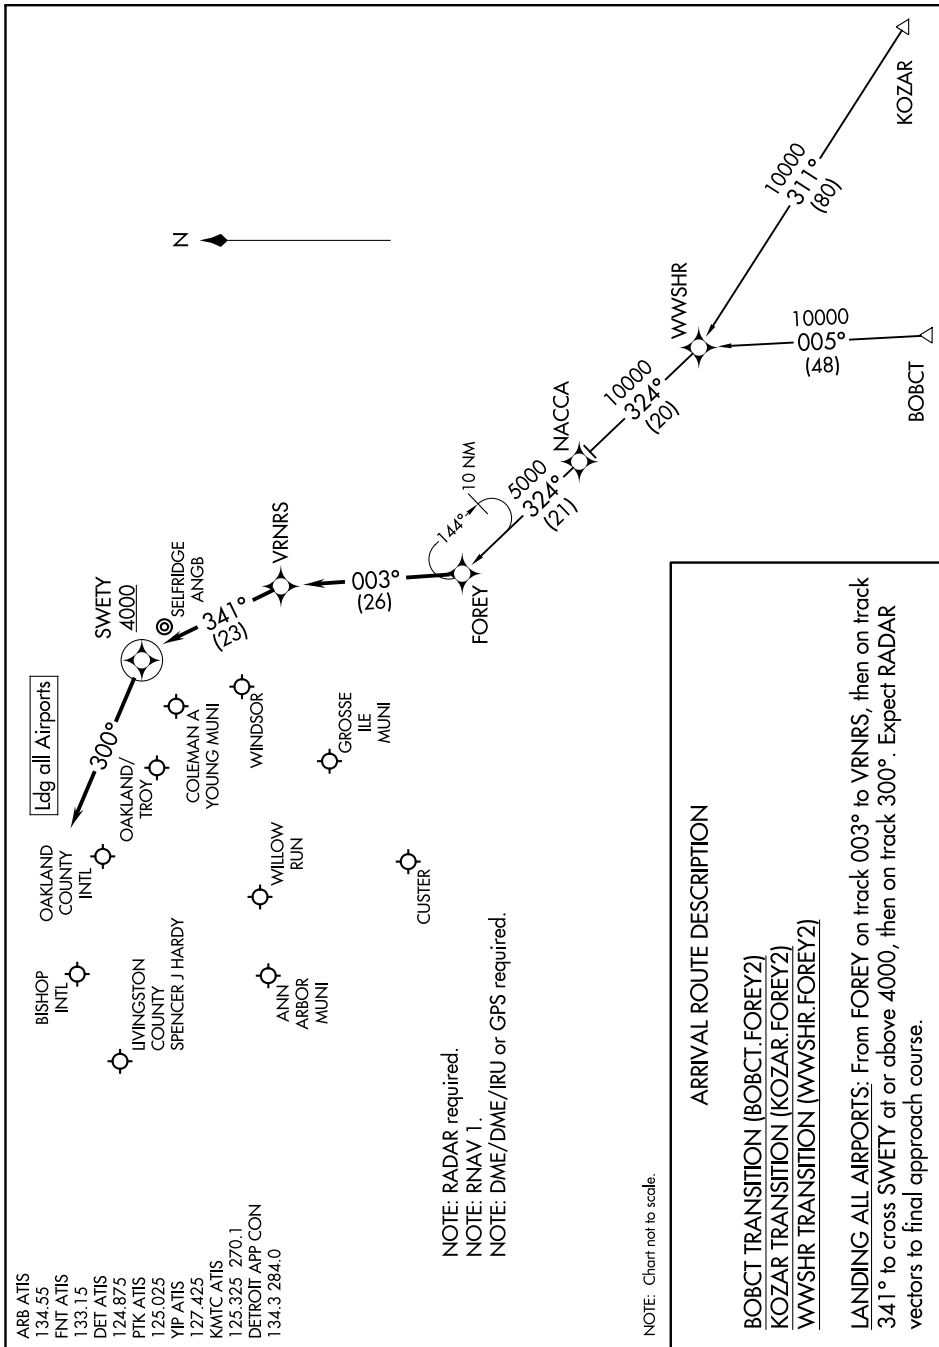 ARB ATIS
134.55
FNT ATIS
133.15
DET ATIS
124.875
PTK ATIS
125.025
YIP ATIS
127.425
KMTC ATIS
125.325 270.1
DETROIT APP CON
134.3 284.0
Ldg all Airports
BISHOP
INTL
OAKLAND
COUNTY
INTL
LIVINGSTON
COUNTY
SPENCER J HARDY
OAKLAND/
TROY
300°
SWETY
4000
SELFRIDGE
ANGB
COLEMAN A
YOUNG MUNI
341°
(23)
WINDSOR
ANN
ARBOR
MUNI
WILLOW
RUN
GROSSE
ILE
MUNI
VRNRS
N
CUSTER
003°
(26)
FOREY
144°
10 NM
5000
324°
(21)
NACCA
10000
324°
(20)
WWSHR
10000
311°
(80)
KOZAR
10000
005°
(48)
BOBCT
NOTE: RADAR required.
NOTE: RNAV 1.
NOTE: DME/DME/IRU or GPS required.
NOTE: Chart not to scale.
ARRIVAL ROUTE DESCRIPTION
BOBCT TRANSITION (BOBCT.FOREY2)
KOZAR TRANSITION (KOZAR.FOREY2)
WWSHR TRANSITION (WWSHR.FOREY2)
LANDING ALL AIRPORTS: From FOREY on track 003° to VRNRS, then on track
341° to cross SWETY at or above 4000, then on track 300°. Expect RADAR
vectors to final approach course.